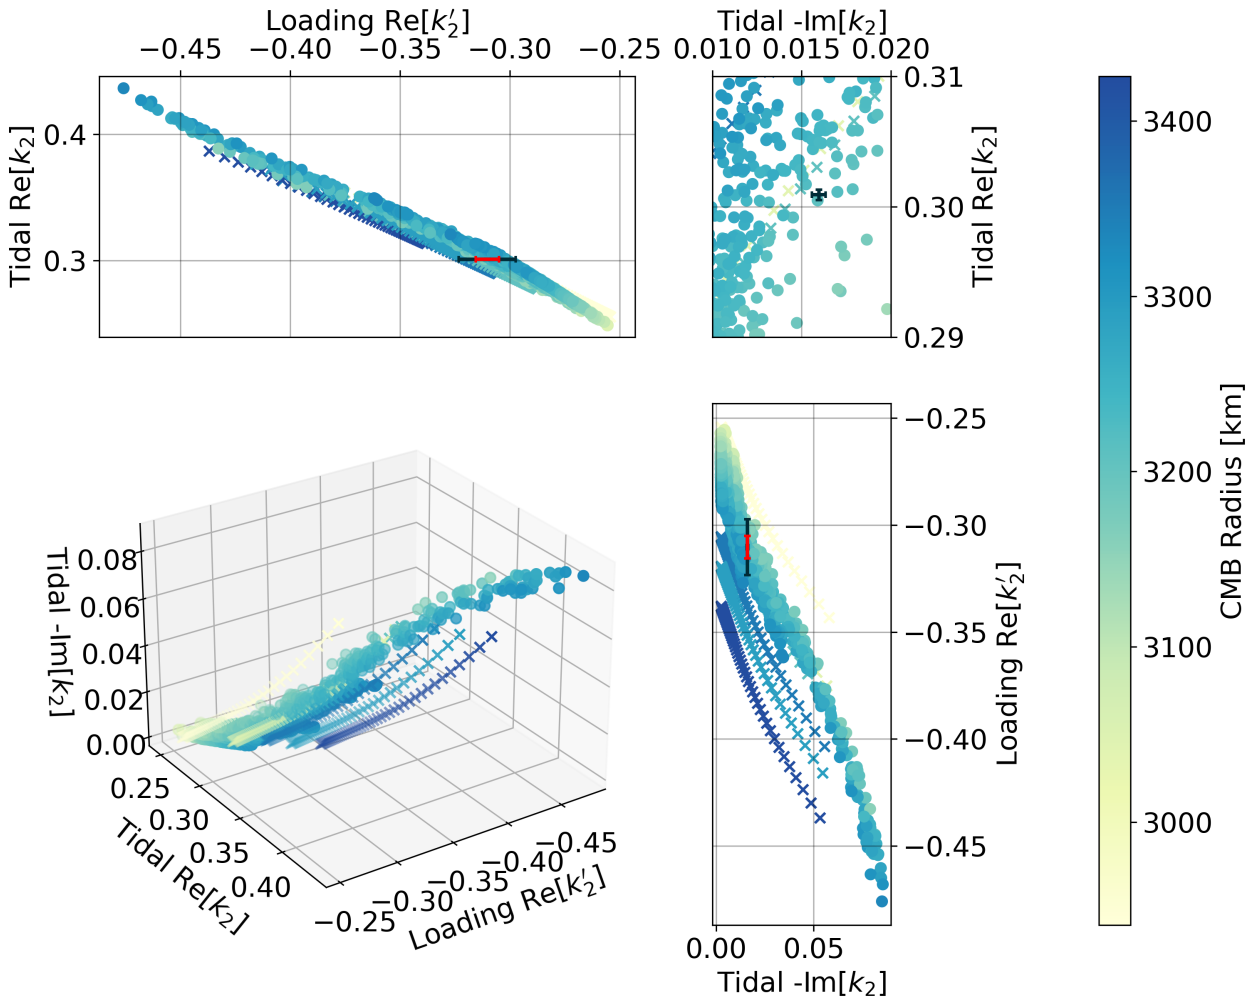 Loading Re[k′2]
−0.45 −0.40 −0.35 −0.30 −0.25
Tidal Re[k2]
0.4
0.3
Tidal -Im[k2]
0.010 0.015 0.020
0.31
0.30
0.29
Tidal Re[k2]
0.08
0.06
0.04
0.02
0.00
Tidal -Im[k2]
0.25
0.30
0.35
0.40
Tidal Re[k2]
−0.25
−0.30
−0.35
−0.40
−0.45
Loading Re[k′2]
−0.25
−0.30
−0.35
−0.40
−0.45
Loading Re[k′2]
0.00 0.05
Tidal -Im[k2]
3400
3300
3200
3100
3000
CMB Radius [km]